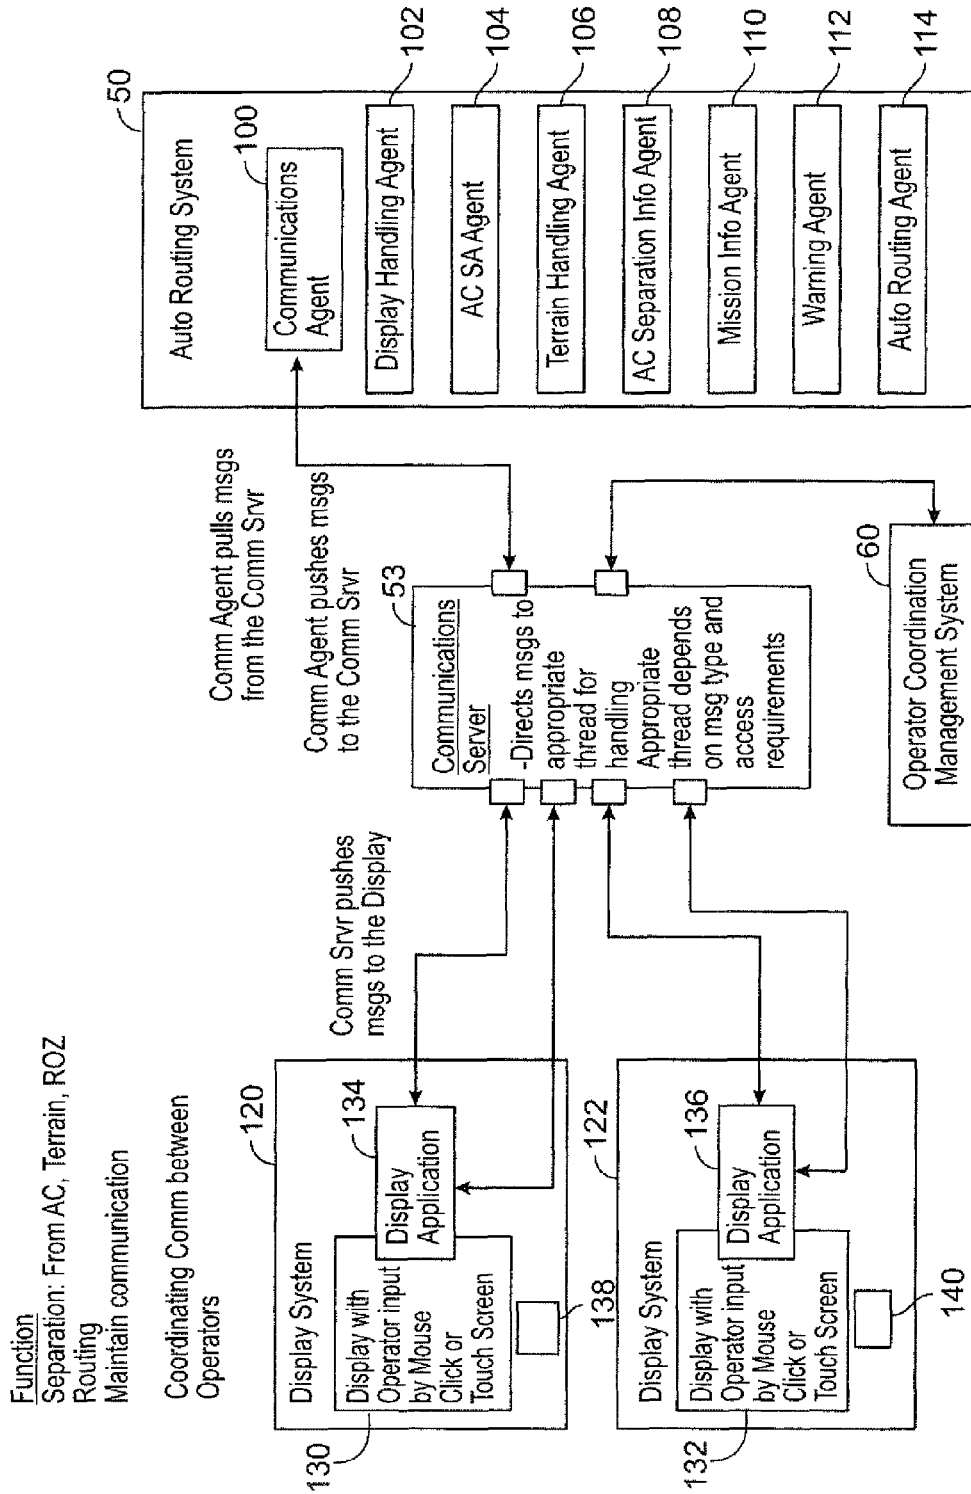 Function
Separation: From AC, Terrain, ROZ
Routing
Maintain communication
Coordinating Comm between
Operators
120
Display System
134
Display
Application
Display with
Operator input
by Mouse
Click or
Touch Screen
130
138
122
Display System
136
Display
Application
Display with
Operator input
by Mouse
Click or
Touch Screen
132
140
Comm Srvr pushes
msgs to the Display
Comm Agent pulls msgs
from the Comm Srvr
Comm Agent pushes msgs
to the Comm Srvr
53
Communications
Server
-Directs msgs to
appropriate
thread for
handling
Appropriate
thread depends
on msg type and
access
requirements
60
Operator Coordination
Management System
50
Auto Routing System
100
Communications
Agent
Display Handling Agent
102
AC SA Agent
104
Terrain Handling Agent
106
AC Separation Info Agent
108
Mission Info Agent
110
Warning Agent
112
Auto Routing Agent
114